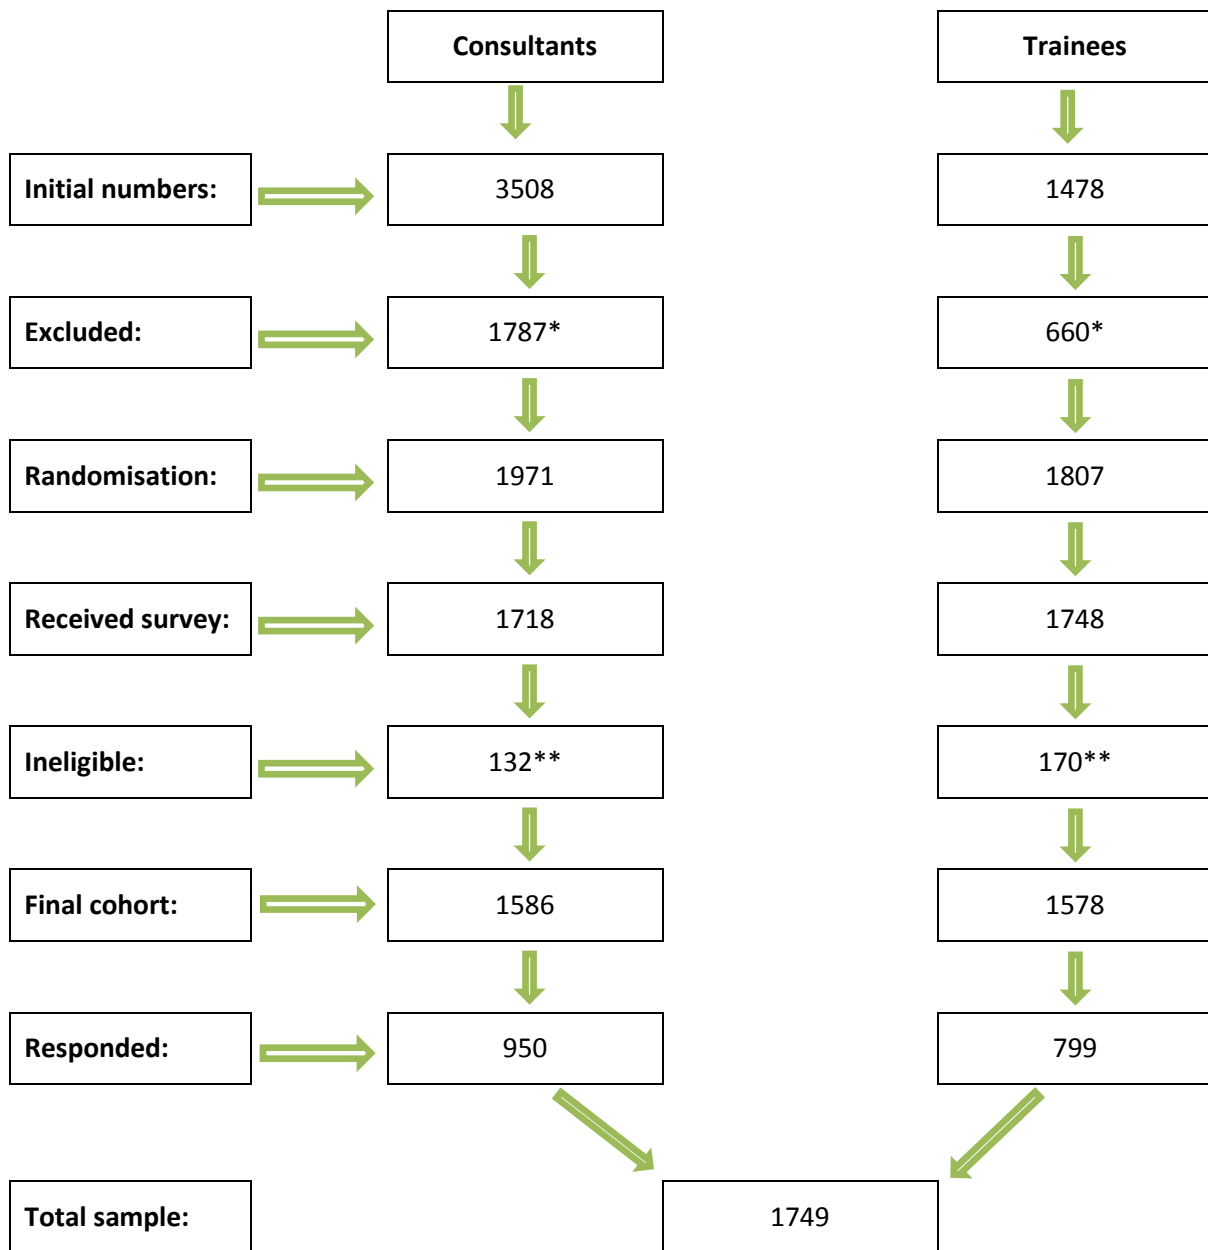 Consultants Trainees
Initial numbers: 3508 1478
Excluded: 1787* 660*
Randomisation: 1971 1807
Received survey: 1718 1748
Ineligible: 132** 170**
Final cohort: 1586 1578
Responded: 950 799
Total sample: 1749